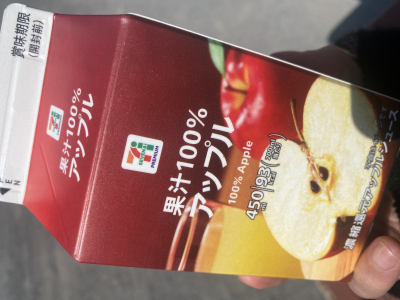 賞味期限
(開封前)
果汁100%
アップル
果汁100%
アップル
100% Apple
450ml
93kcal
濃縮還元アップルジュース
OPEN